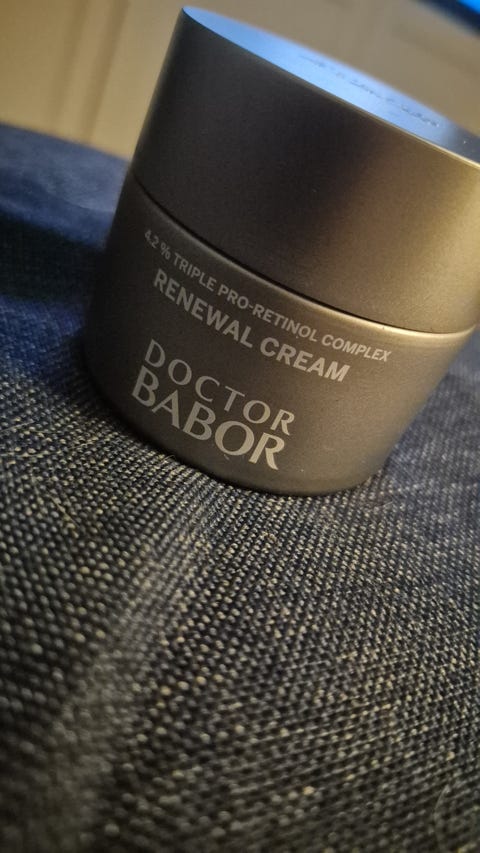 4.2 % TRIPLE PRO-RETINOL COMPLEX
RENEWAL CREAM
DOCTOR
BABOR